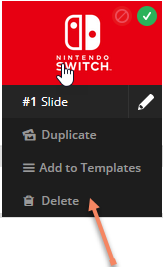 NINTENDO
SWITCH.
#1 Slide
Duplicate
Add to Templates
Delete